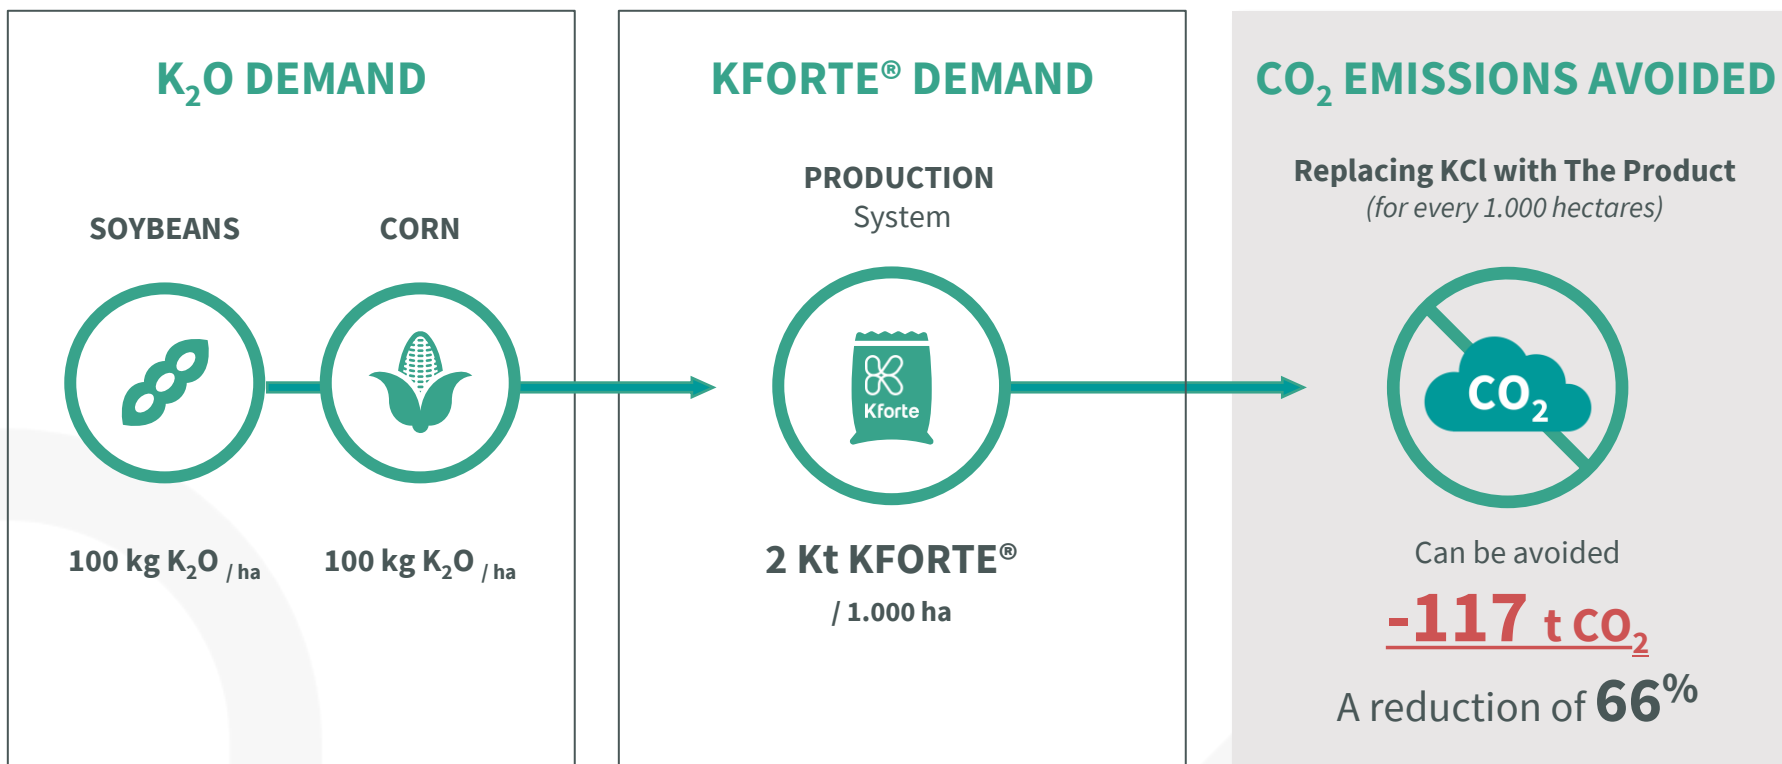 K₂O DEMAND
SOYBEANS
CORN
100 kg K₂O / ha
100 kg K₂O / ha
KFORTE® DEMAND
PRODUCTION
System
Kforte
2 Kt KFORTE®
/ 1.000 ha
CO₂ EMISSIONS AVOIDED
Replacing KCl with The Product
(for every 1.000 hectares)
CO₂
Can be avoided
-117 t CO₂
A reduction of 66%